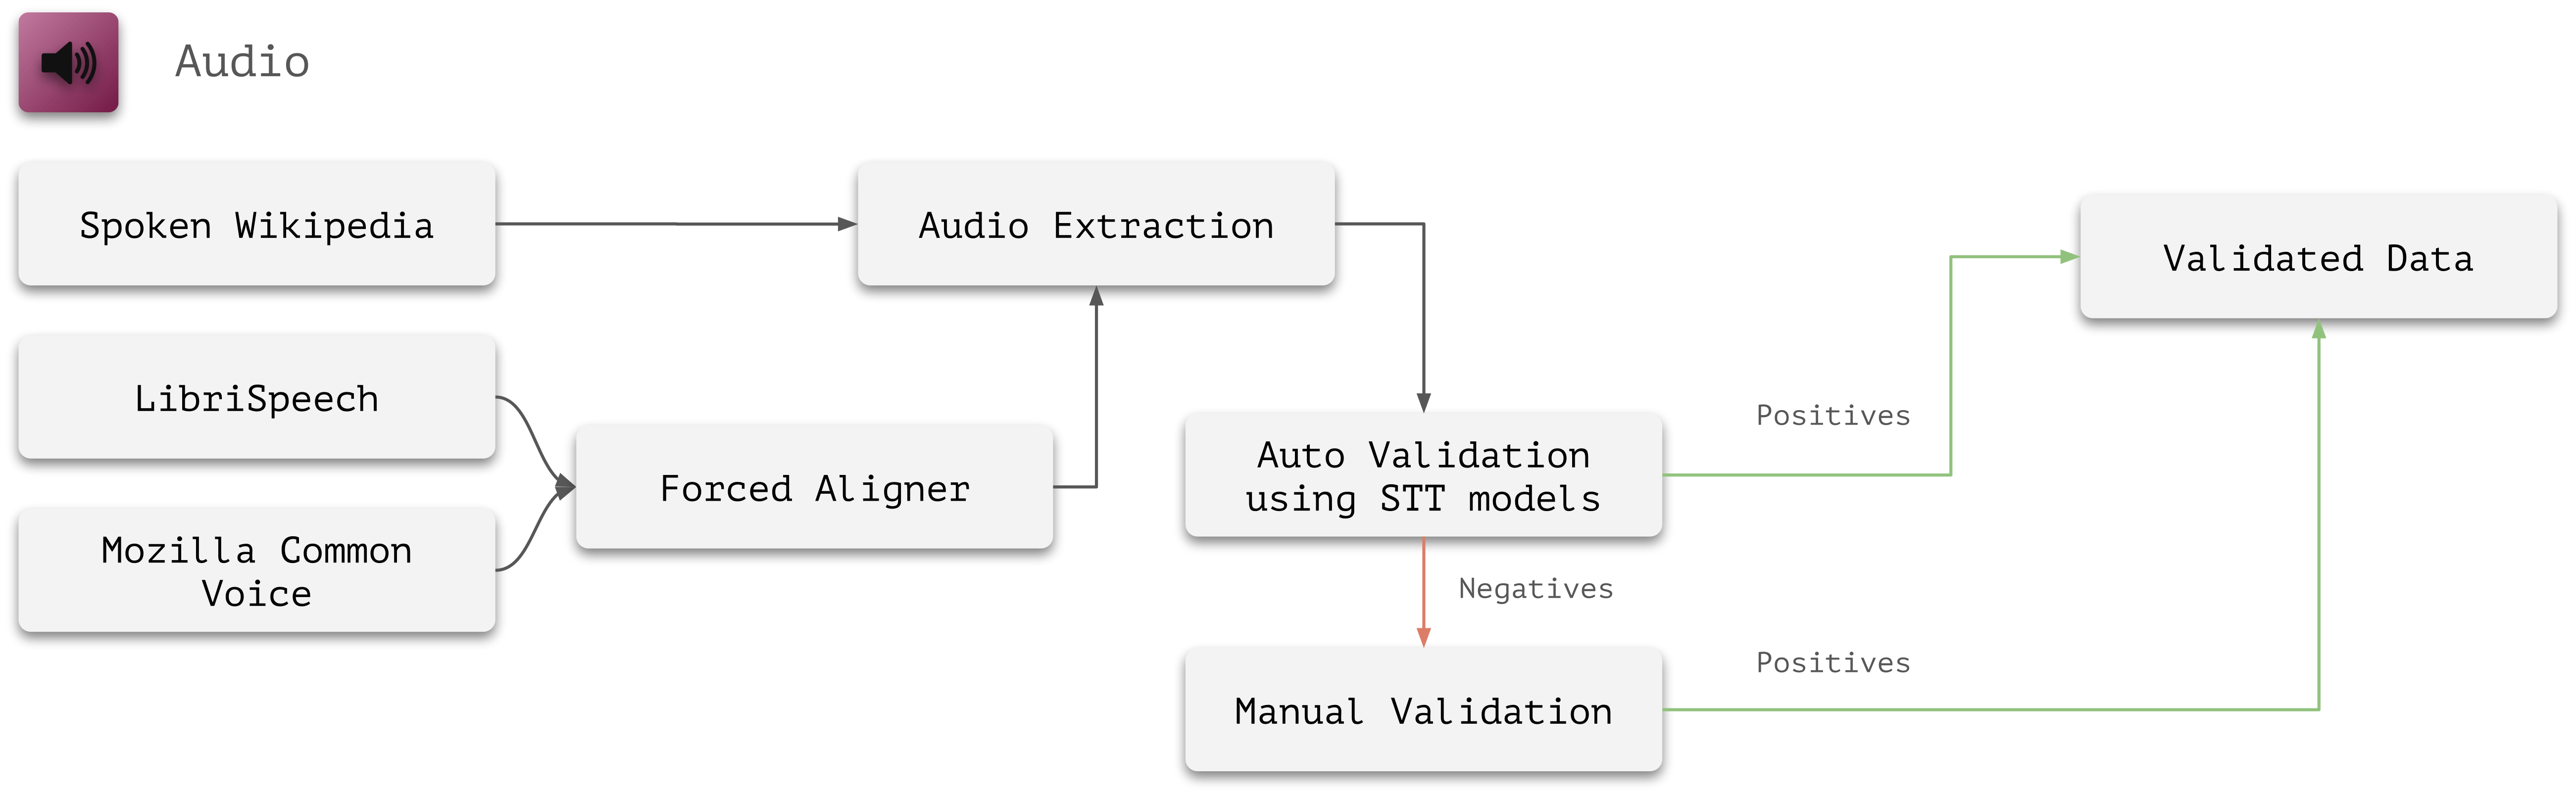 Audio
Spoken Wikipedia
Audio Extraction
Validated Data
LibriSpeech
Forced Aligner
Mozilla Common
Voice
Auto Validation
using STT models
Positives
Negatives
Manual Validation
Positives